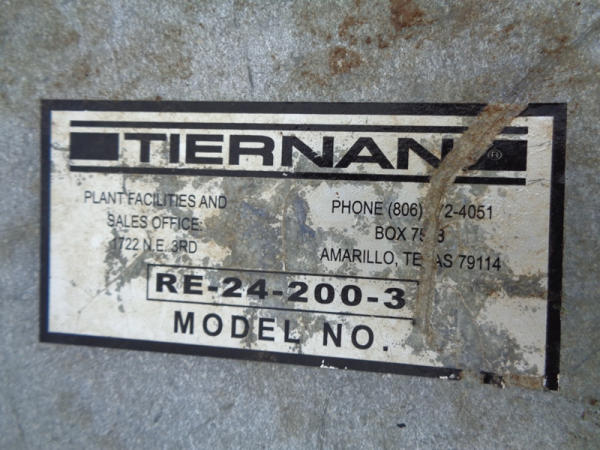 TIERNAN ®
PLANT FACILITIES AND
SALES OFFICE:
1722 N.E. 3RD
PHONE (806)
BOX
AMARILLO, TEXAS 79114
RE-24-200-3
MODEL NO.